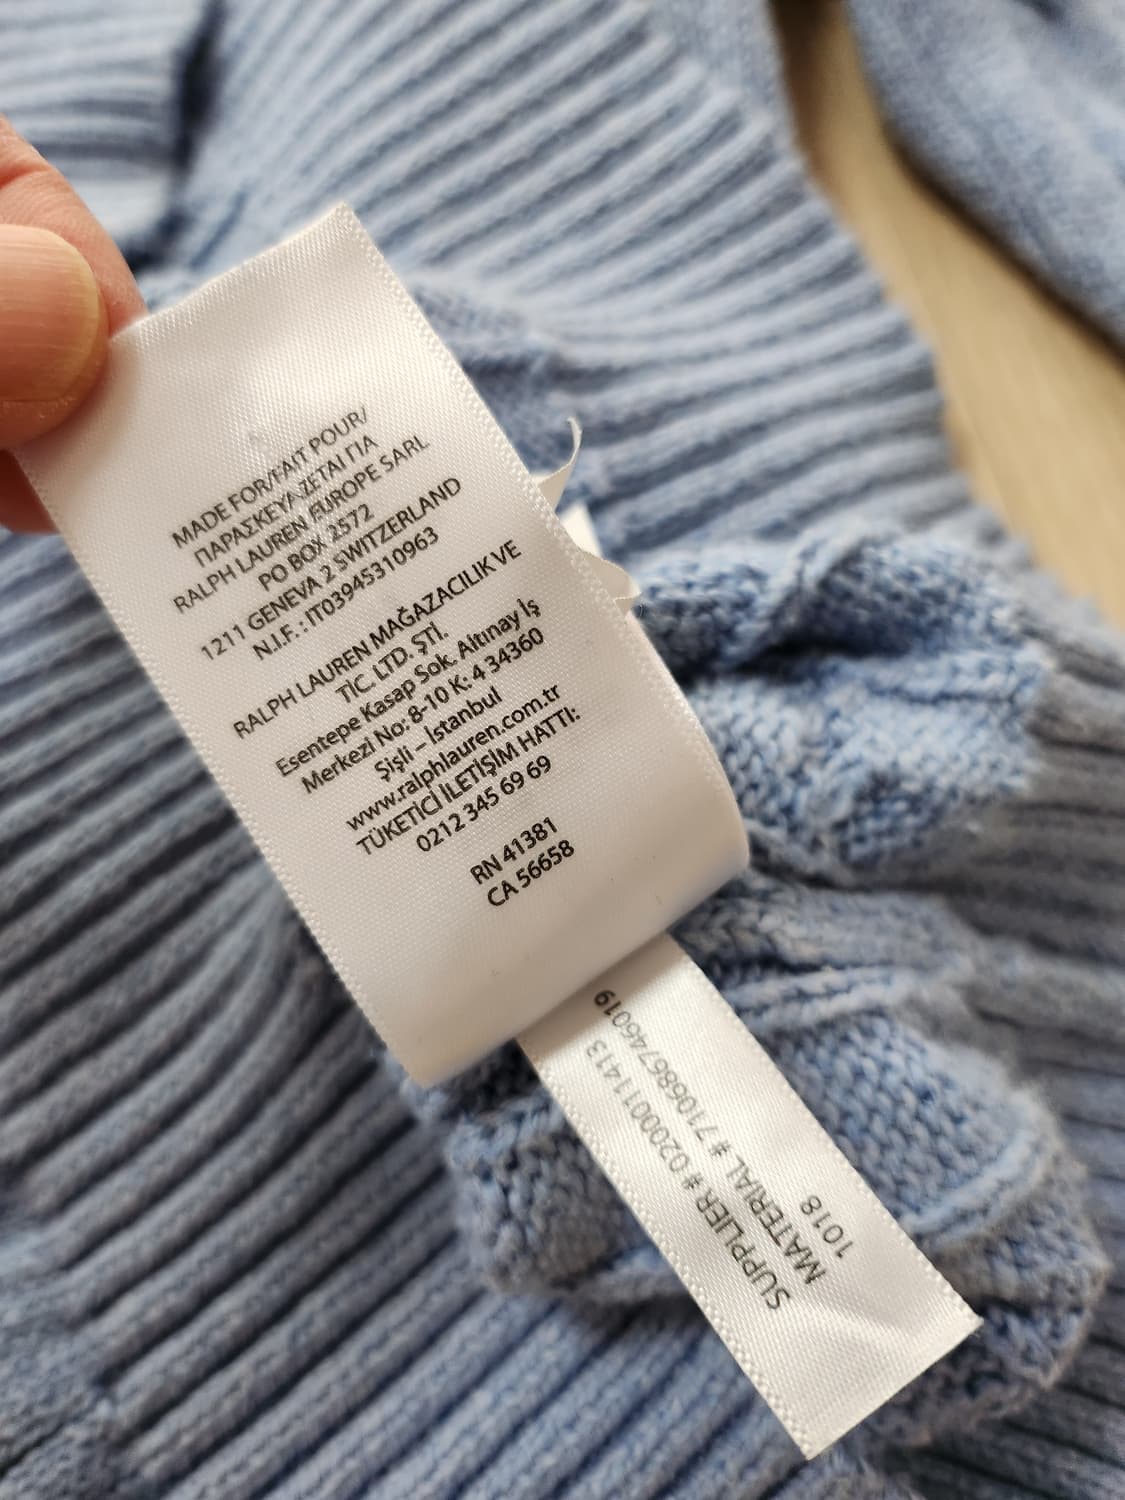 MADE FOR/FAIT POUR/
ΠΑΡΑΣΚΕΥΑΖΕΤΑΙ ΓΙΑ
RALPH LAUREN EUROPE SARL
PO BOX 2572
1211 GENEVA 2 SWITZERLAND
N.I.F.: IT03945310963
RALPH LAUREN MAĞAZACILIK VE
TİC. LTD. ŞTİ.
Esentepe Kasap Sok. Altınay İş
Merkezi No: 8-10 K: 4 34360
Şişli – İstanbul
www.ralphlauren.com.tr
TÜKETİCİ İLETİŞİM HATTI:
0212 345 69 69
RN 41381
CA 56658
SUPPLIER # 0200011413
MATERIAL # 710686746019
1018